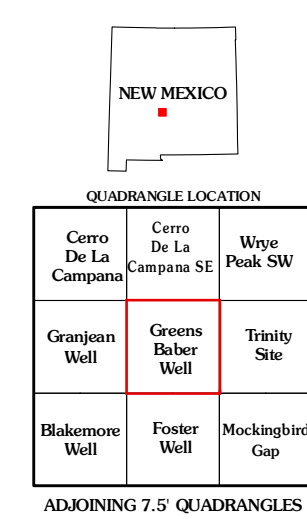 NEW MEXICO
QUADRANGLE LOCATION
Cerro
De La
Campana
Cerro
De La
Campana SE
Wrye
Peak SW
Granjean
Well
Greens
Baber
Well
Trinity
Site
Blakemore
Well
Foster
Well
Mockingbird
Gap
ADJOINING 7.5' QUADRANGLES